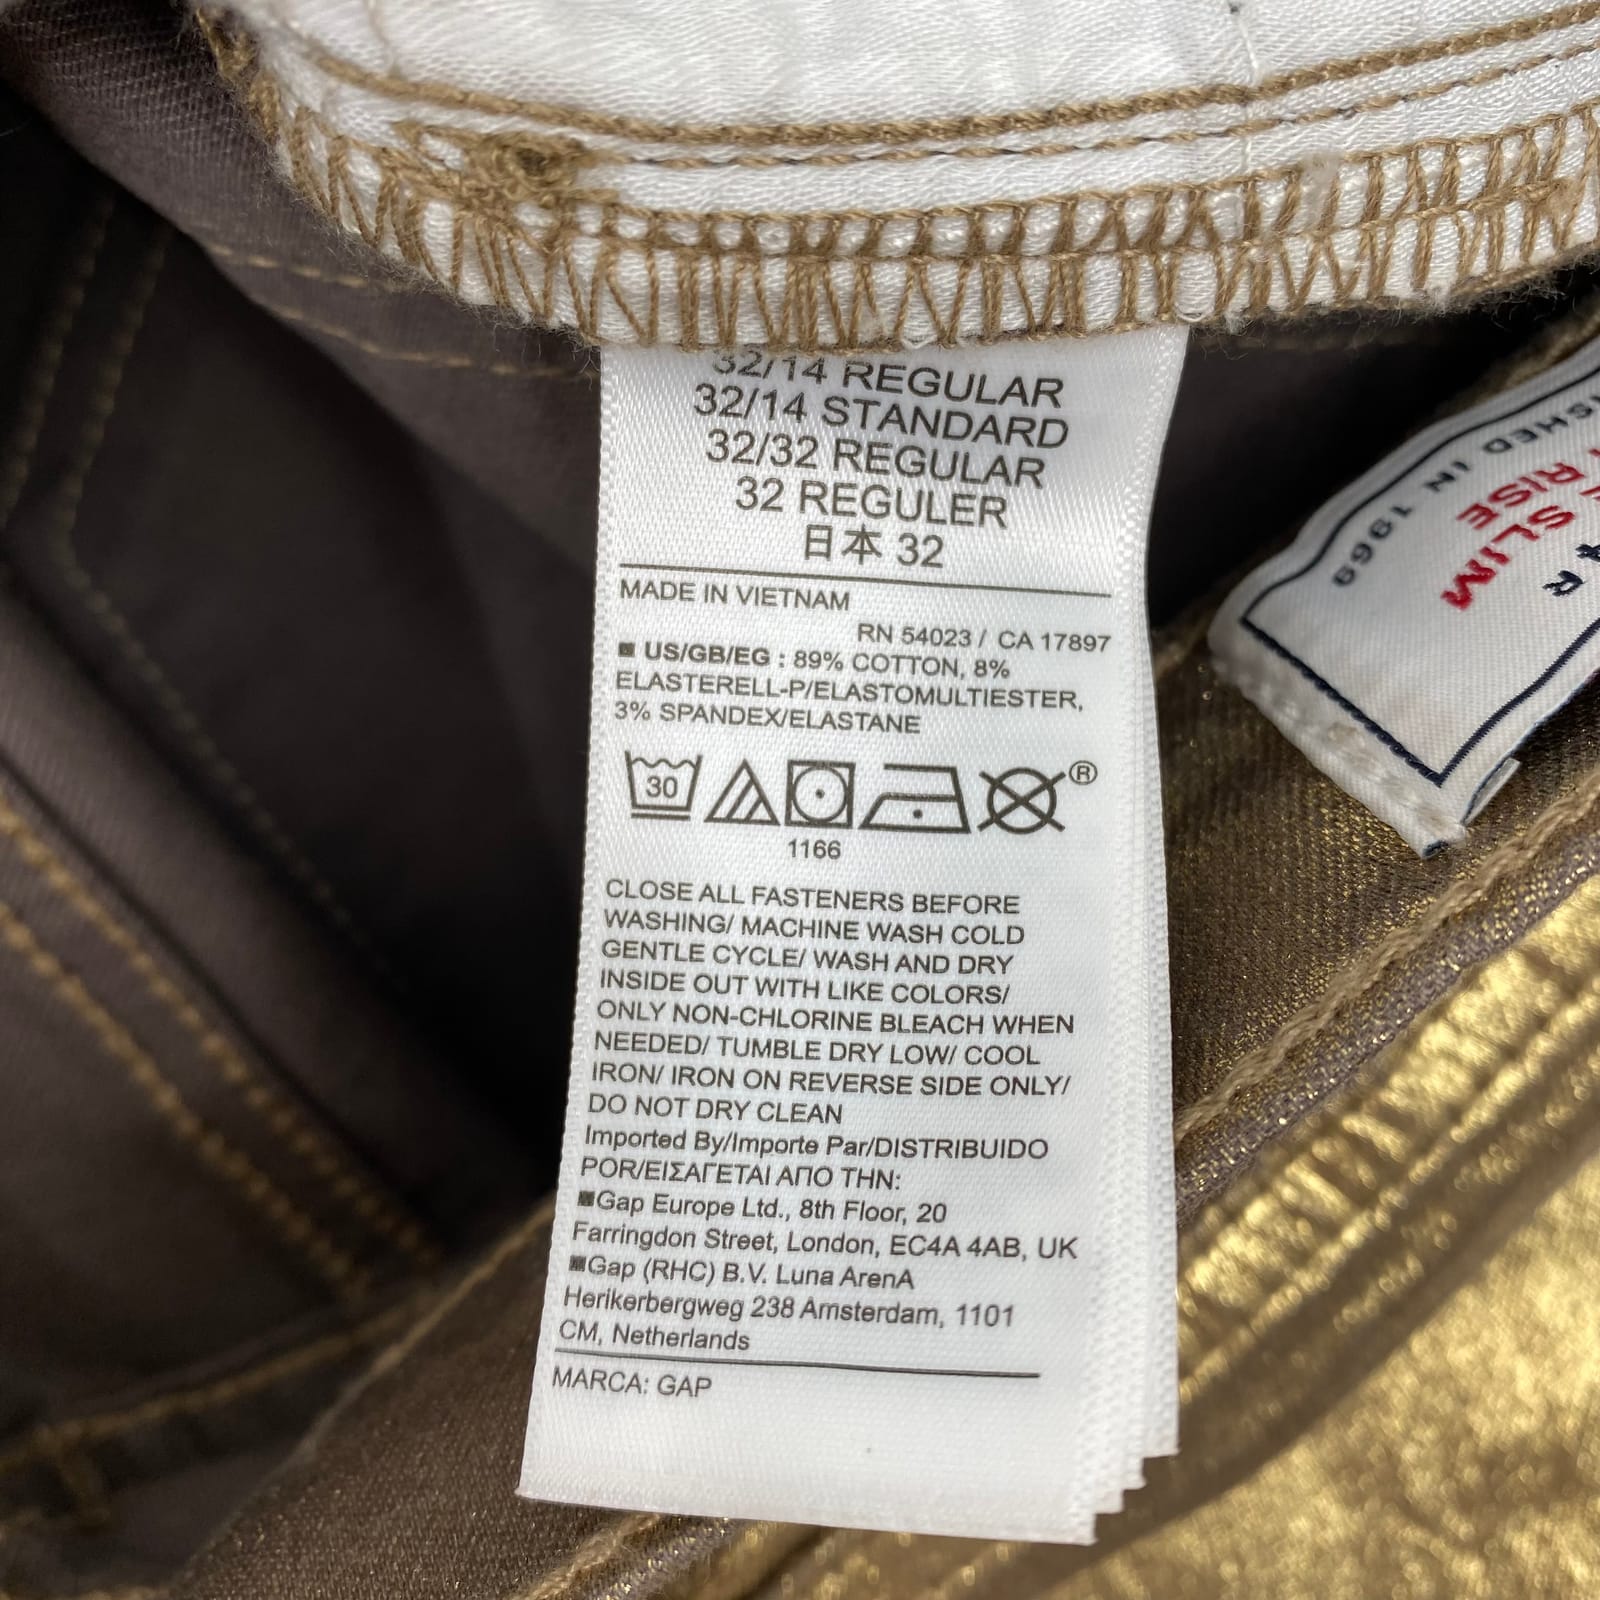 32/14 REGULAR
32/14 STANDARD
32/32 REGULAR
32 REGULER
日本 32
MADE IN VIETNAM
RN 54023 / CA 17897
■ US/GB/EG : 89% COTTON, 8%
ELASTERELL-P/ELASTOMULTIESTER,
3% SPANDEX/ELASTANE
30
®
1166
CLOSE ALL FASTENERS BEFORE
WASHING/ MACHINE WASH COLD
GENTLE CYCLE/ WASH AND DRY
INSIDE OUT WITH LIKE COLORS/
ONLY NON-CHLORINE BLEACH WHEN
NEEDED/ TUMBLE DRY LOW/ COOL
IRON/ IRON ON REVERSE SIDE ONLY/
DO NOT DRY CLEAN
Imported By/Importe Par/DISTRIBUIDO
POR/ΕΙΣΑΓΕΤΑΙ ΑΠΟ ΤΗΝ:
■Gap Europe Ltd., 8th Floor, 20
Farringdon Street, London, EC4A 4AB, UK
■Gap (RHC) B.V. Luna ArenA
Herikerbergweg 238 Amsterdam, 1101
CM, Netherlands
MARCA: GAP
R
SLIM
RISE
IN 1969